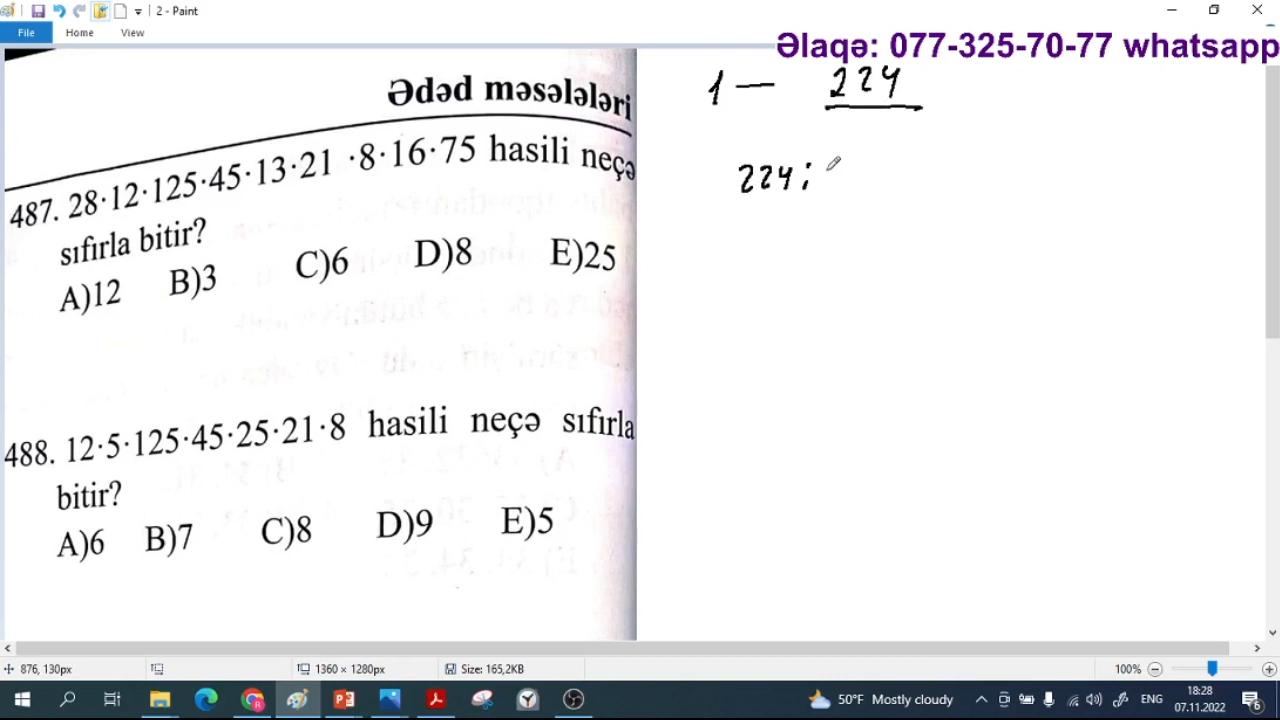 2 - Paint
File Home View
Əlaqə: 077-325-70-77 whatsapp
Ədəd məsələləri
487. 28·12·125·45·13·21 ·8·16·75 hasili neçə
sıfırla bitir?
A)12 B)3 C)6 D)8 E)25
488. 12·5·125·45·25·21·8 hasili neçə sıfırla
bitir?
A)6 B)7 C)8 D)9 E)5
1 — 224
224:
876, 130px 1360 × 1280px Size: 165,2KB 100%
50°F Mostly cloudy ENG 18:28
07.11.2022 6